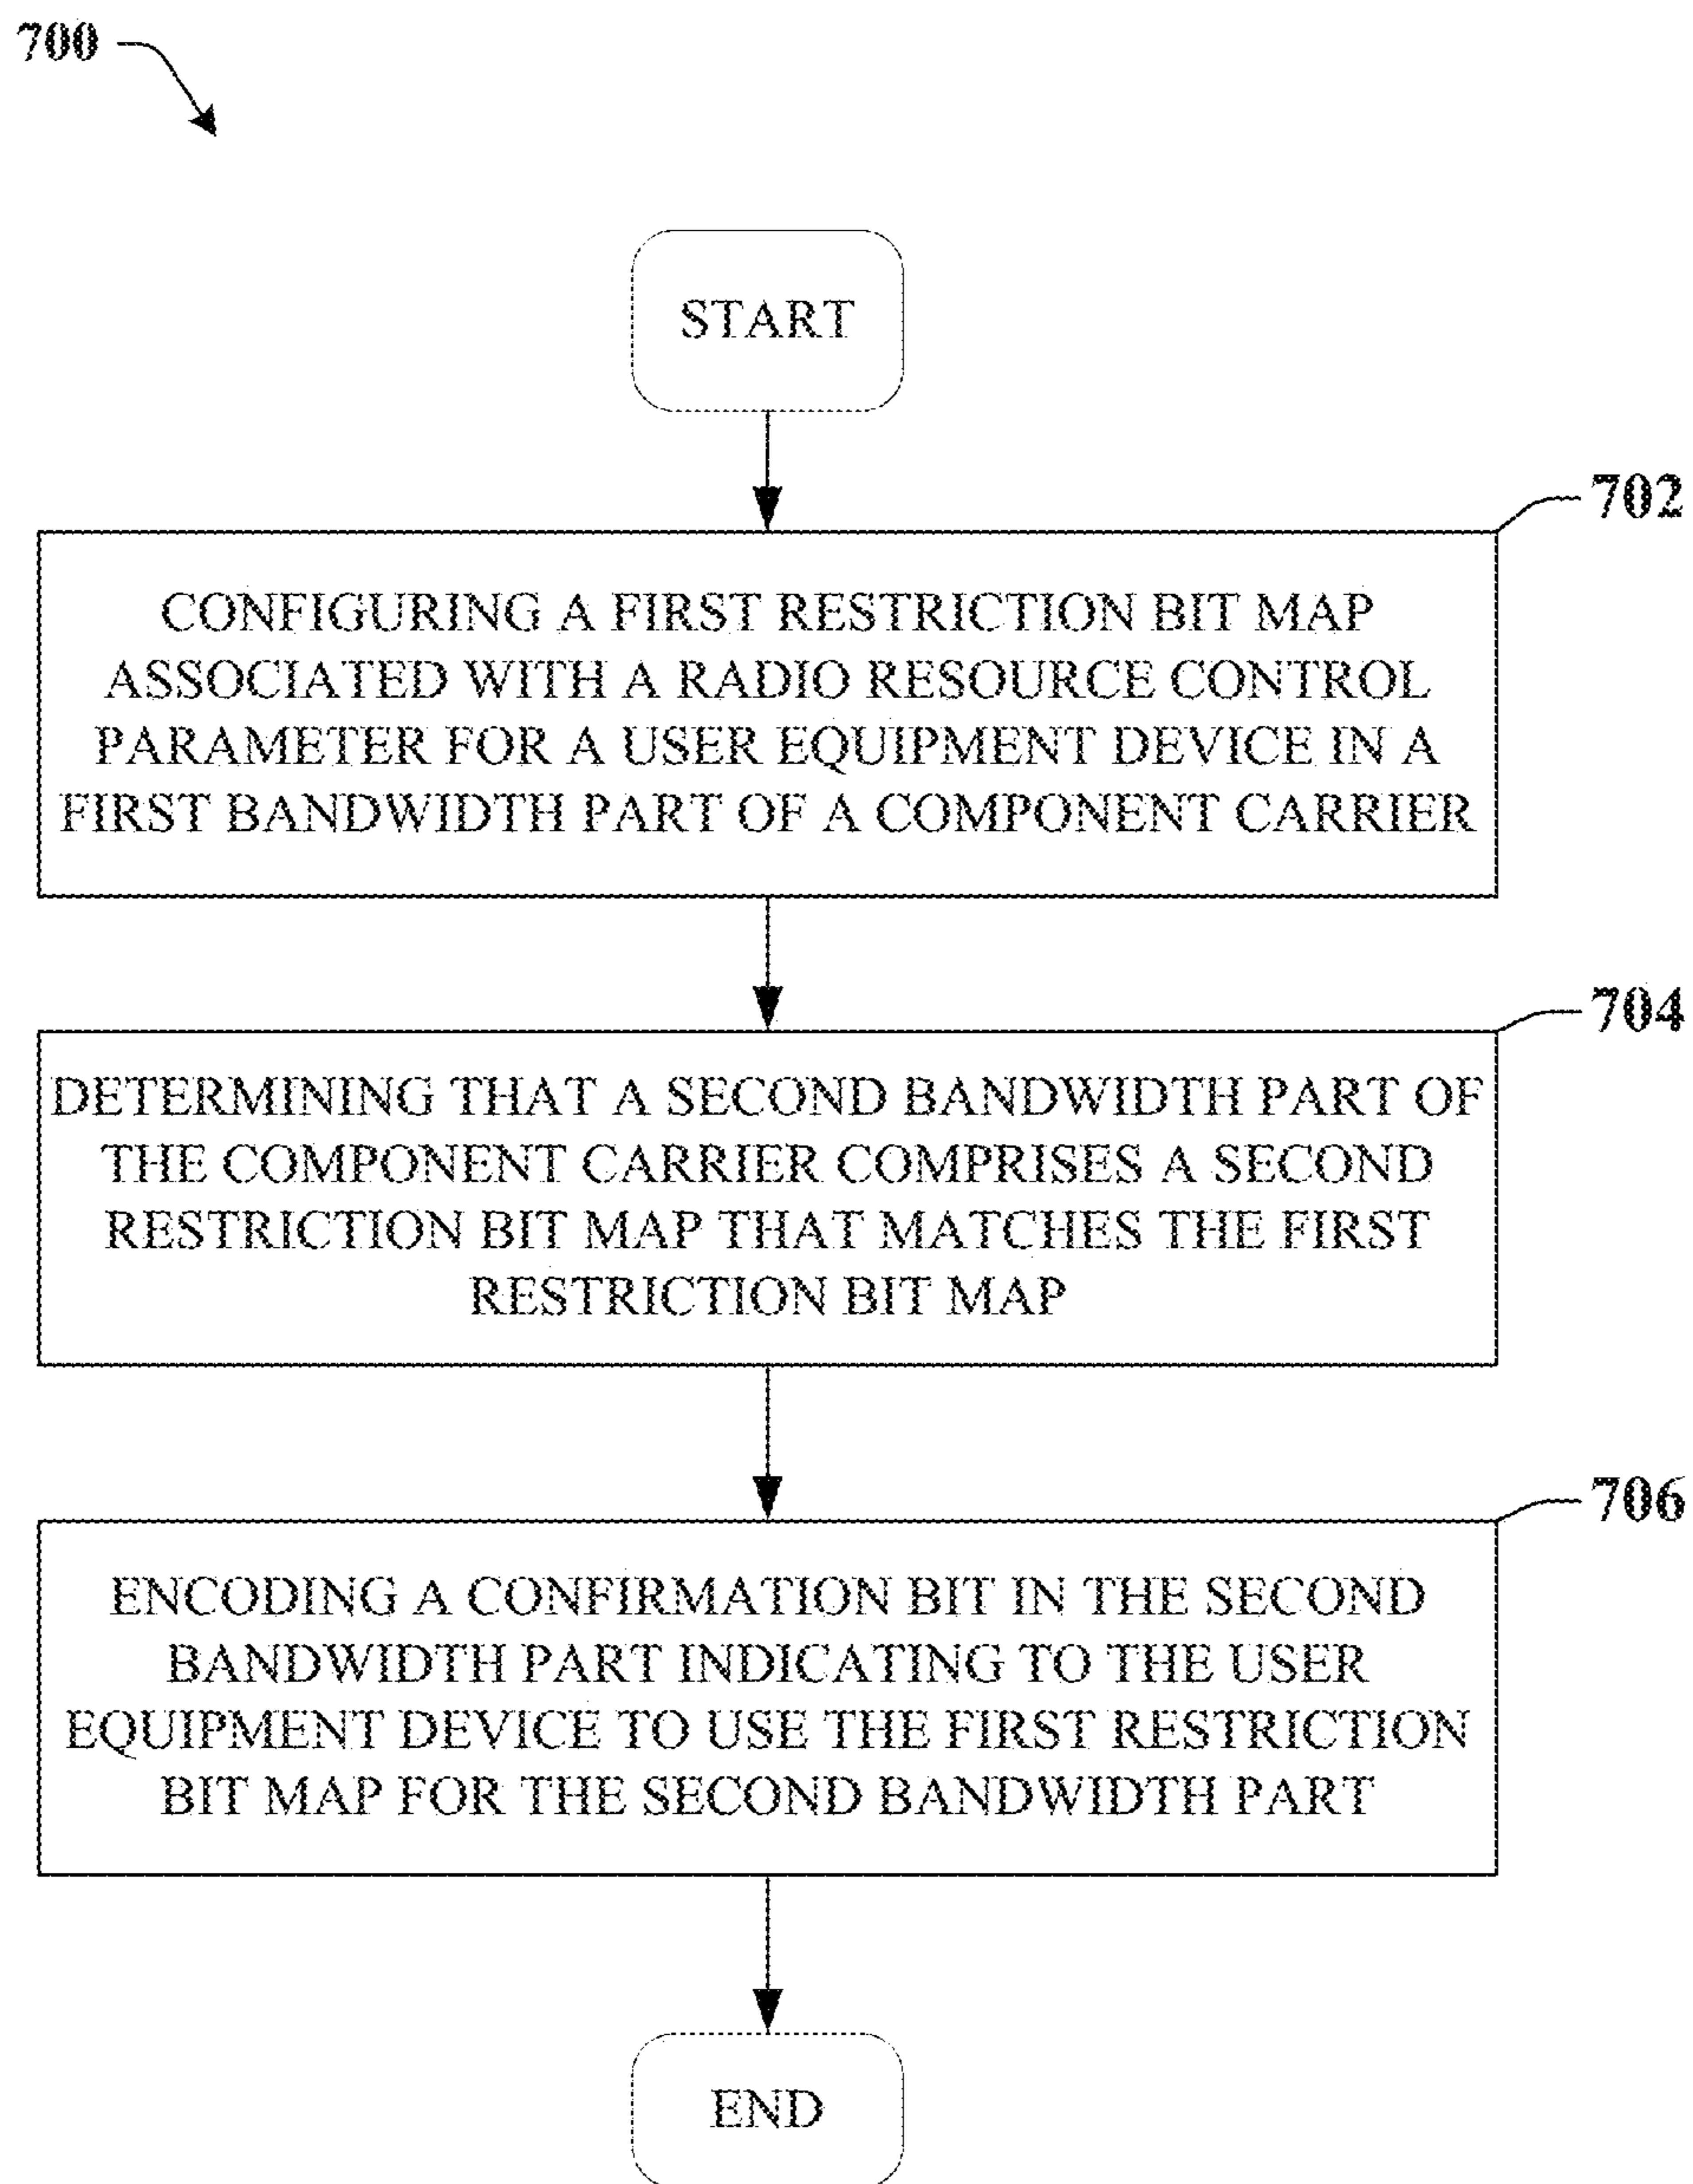 700
START
702
CONFIGURING A FIRST RESTRICTION BIT MAP
ASSOCIATED WITH A RADIO RESOURCE CONTROL
PARAMETER FOR A USER EQUIPMENT DEVICE IN A
FIRST BANDWIDTH PART OF A COMPONENT CARRIER
704
DETERMINING THAT A SECOND BANDWIDTH PART OF
THE COMPONENT CARRIER COMPRISES A SECOND
RESTRICTION BIT MAP THAT MATCHES THE FIRST
RESTRICTION BIT MAP
706
ENCODING A CONFIRMATION BIT IN THE SECOND
BANDWIDTH PART INDICATING TO THE USER
EQUIPMENT DEVICE TO USE THE FIRST RESTRICTION
BIT MAP FOR THE SECOND BANDWIDTH PART
END